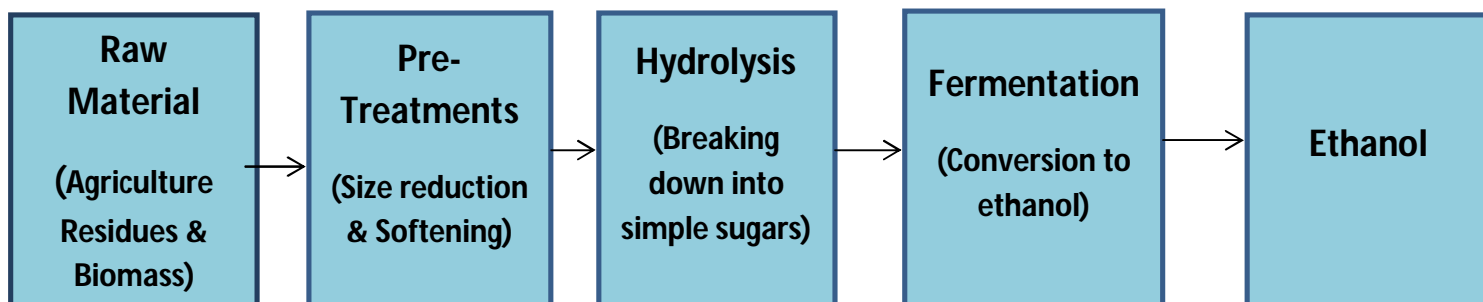 Raw
Material
(Agriculture
Residues &
Biomass)
Pre-
Treatments
(Size reduction
& Softening)
Hydrolysis
(Breaking
down into
simple sugars)
Fermentation
(Conversion to
ethanol)
Ethanol